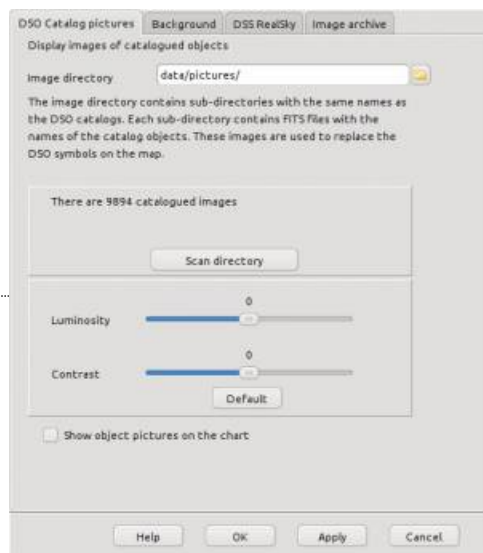 DSO Catalog pictures Background DSS RealSky Image archive
Display images of catalogued objects
Image directory data/pictures/
The image directory contains sub-directories with the same names as
the DSO catalogs. Each sub-directory contains FITS files with the
names of the catalog objects. These images are used to replace the
DSO symbols on the map.
There are 9894 catalogued images
Scan directory
0
Luminosity
0
Contrast
Default
Show object pictures on the chart
Help OK Apply Cancel